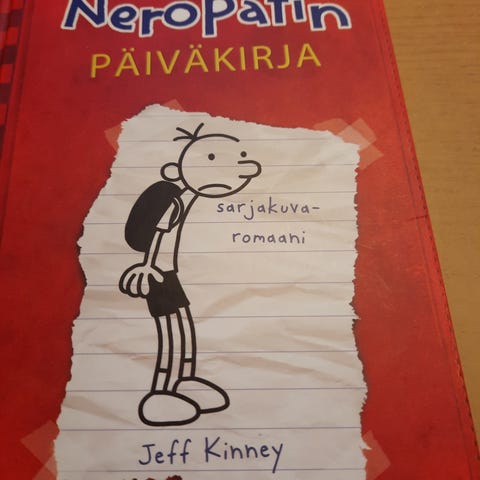 Neropatin
PÄIVÄKIRJA
sarjakuva-
romaani
Jeff Kinney